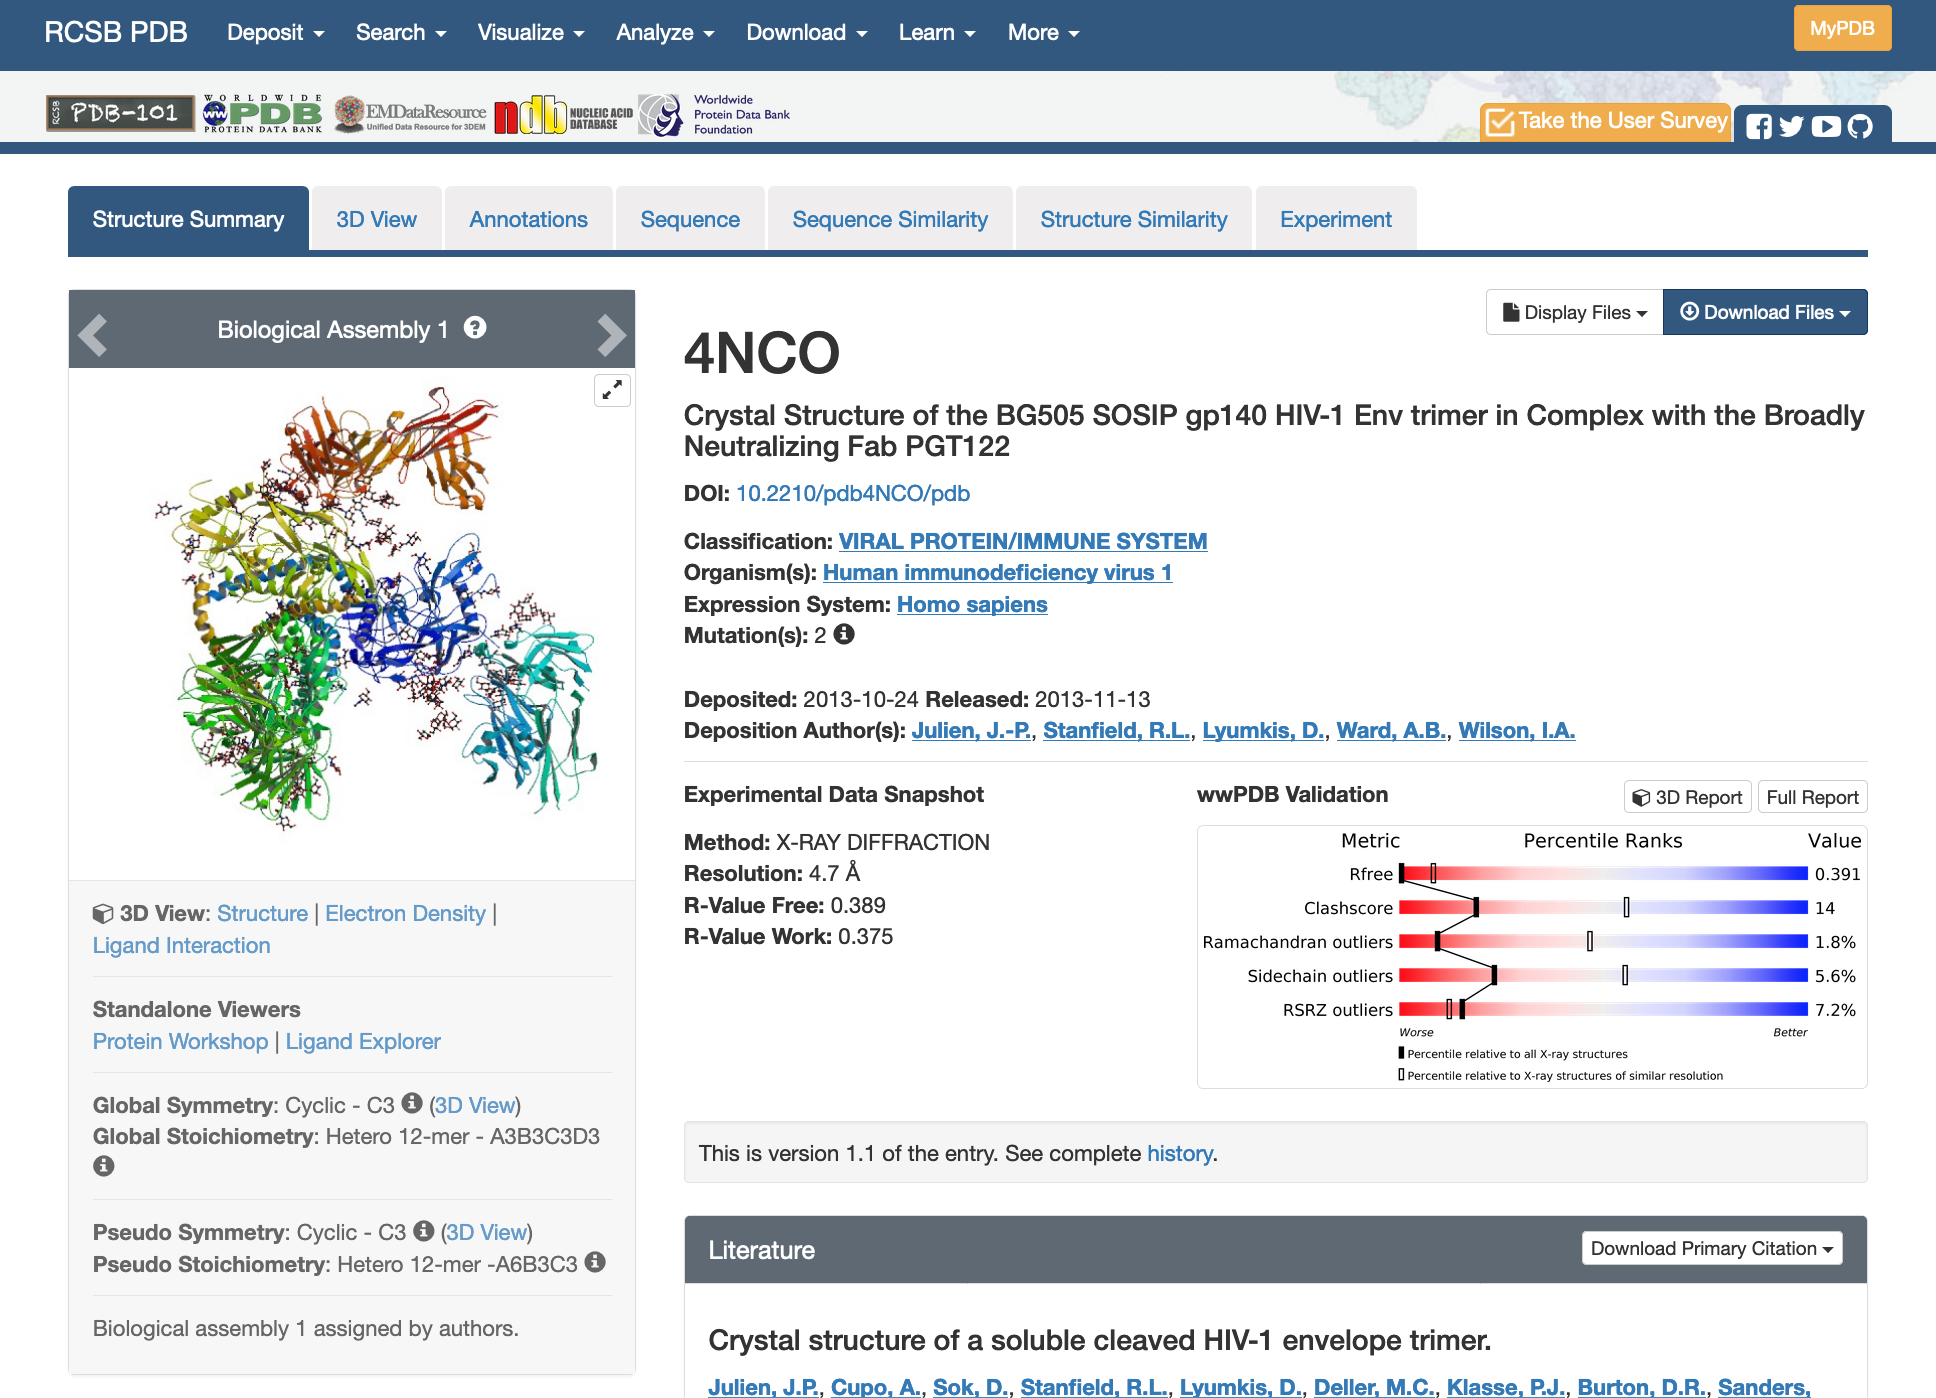 RCSB PDB Deposit Search Visualize Analyze Download Learn More MyPDB
RCSB PDB-101 WORLDWIDE PDB PROTEIN DATA BANK EMDataResource Unified Data Resource for 3DEM ndb NUCLEIC ACID DATABASE Worldwide Protein Data Bank Foundation
Take the User Survey
Structure Summary 3D View Annotations Sequence Sequence Similarity Structure Similarity Experiment
Biological Assembly 1 ?
3D View: Structure | Electron Density |
Ligand Interaction
Standalone Viewers
Protein Workshop | Ligand Explorer
Global Symmetry: Cyclic - C3 (3D View)
Global Stoichiometry: Hetero 12-mer - A3B3C3D3
Pseudo Symmetry: Cyclic - C3 (3D View)
Pseudo Stoichiometry: Hetero 12-mer -A6B3C3
Biological assembly 1 assigned by authors.
Display Files Download Files
4NCO
Crystal Structure of the BG505 SOSIP gp140 HIV-1 Env trimer in Complex with the Broadly
Neutralizing Fab PGT122
DOI: 10.2210/pdb4NCO/pdb
Classification: VIRAL PROTEIN/IMMUNE SYSTEM
Organism(s): Human immunodeficiency virus 1
Expression System: Homo sapiens
Mutation(s): 2
Deposited: 2013-10-24 Released: 2013-11-13
Deposition Author(s): Julien, J.-P., Stanfield, R.L., Lyumkis, D., Ward, A.B., Wilson, I.A.
Experimental Data Snapshot
Method: X-RAY DIFFRACTION
Resolution: 4.7 Å
R-Value Free: 0.389
R-Value Work: 0.375
wwPDB Validation 3D Report Full Report
Metric Percentile Ranks Value
Rfree 0.391
Clashscore 14
Ramachandran outliers 1.8%
Sidechain outliers 5.6%
RSRZ outliers 7.2%
Worse Better
Percentile relative to all X-ray structures
Percentile relative to X-ray structures of similar resolution
This is version 1.1 of the entry. See complete history.
Literature Download Primary Citation
Crystal structure of a soluble cleaved HIV-1 envelope trimer.
Julien, J.P., Cupo, A., Sok, D., Stanfield, R.L., Lyumkis, D., Deller, M.C., Klasse, P.J., Burton, D.R., Sanders,